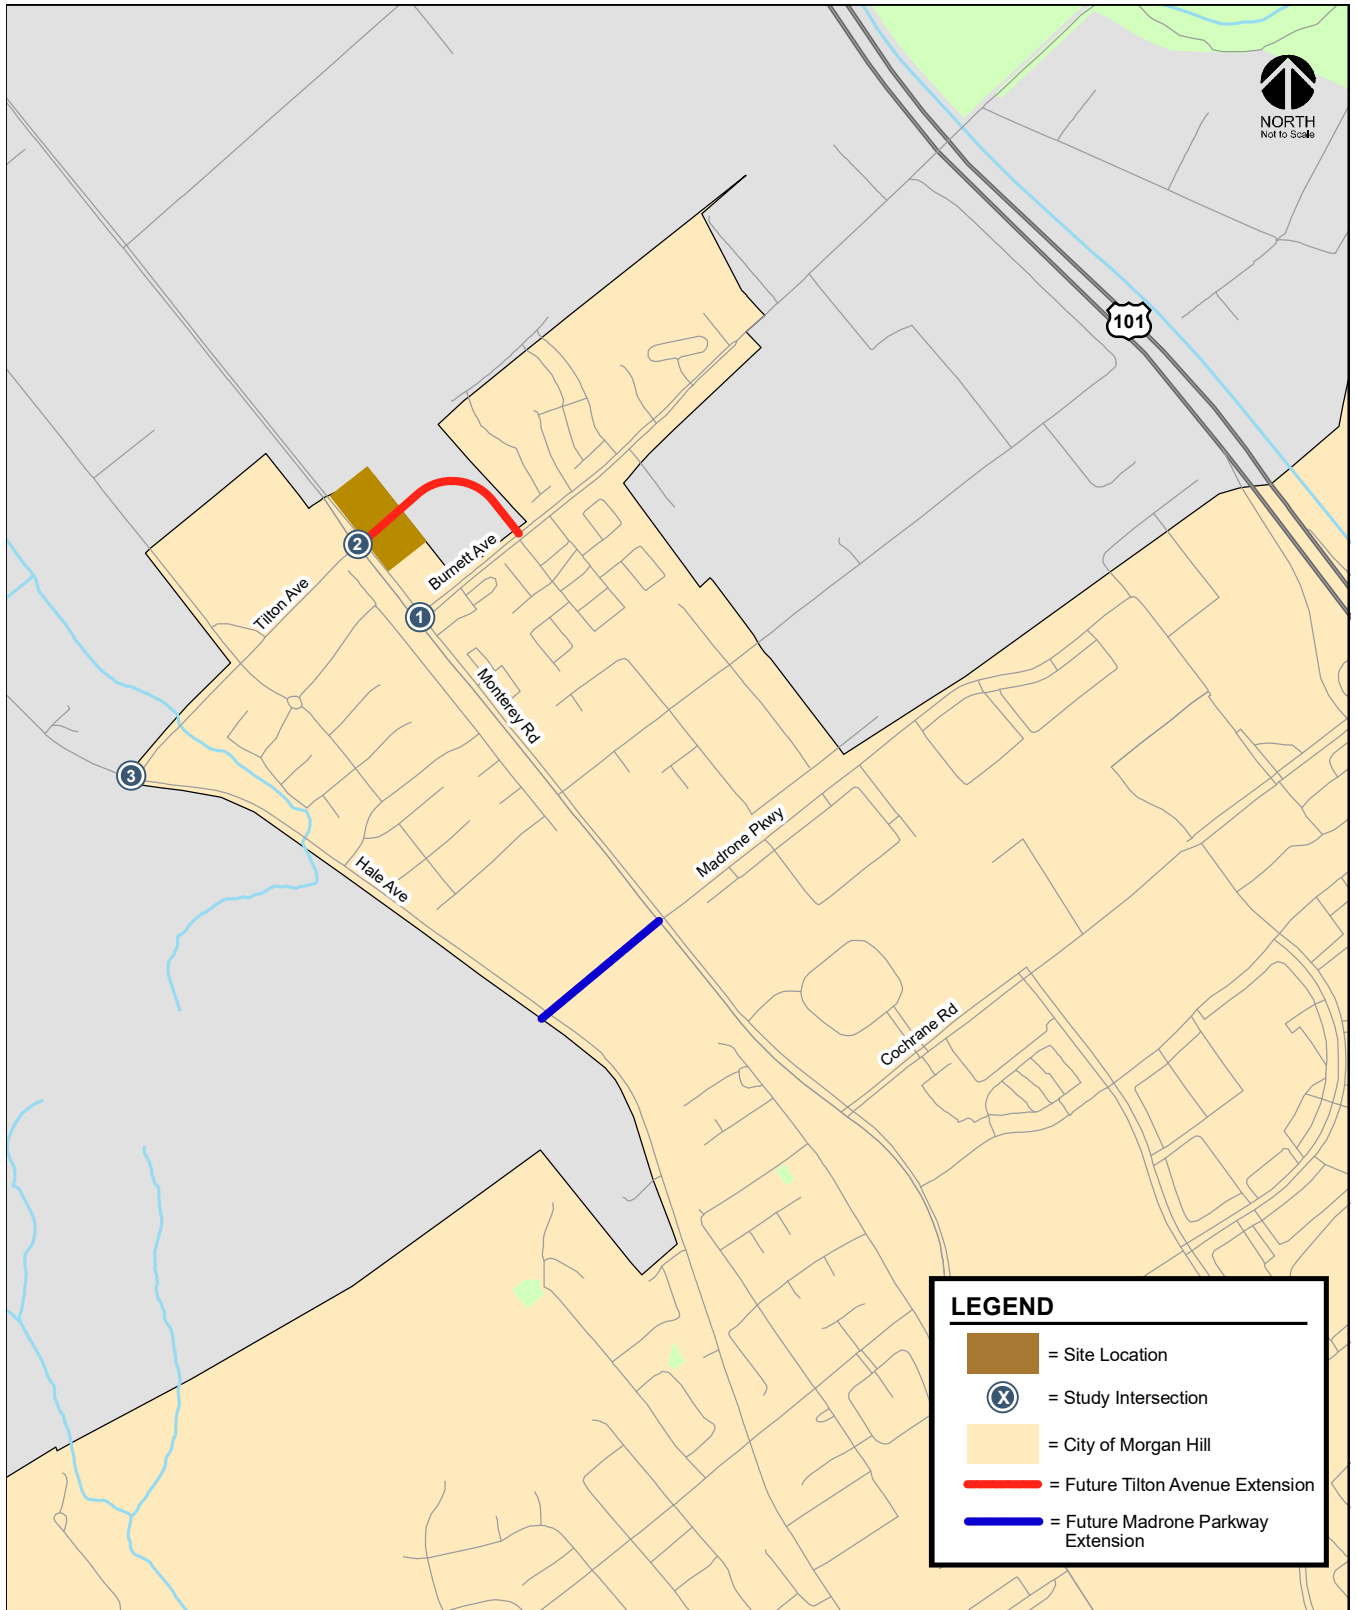 NORTH
Not to Scale
101
2
Burnett Ave
Tilton Ave
1
Monterey Rd
3
Madrone Pkwy
Hale Ave
Cochrane Rd
LEGEND
= Site Location
X = Study Intersection
= City of Morgan Hill
= Future Tilton Avenue Extension
= Future Madrone Parkway
Extension